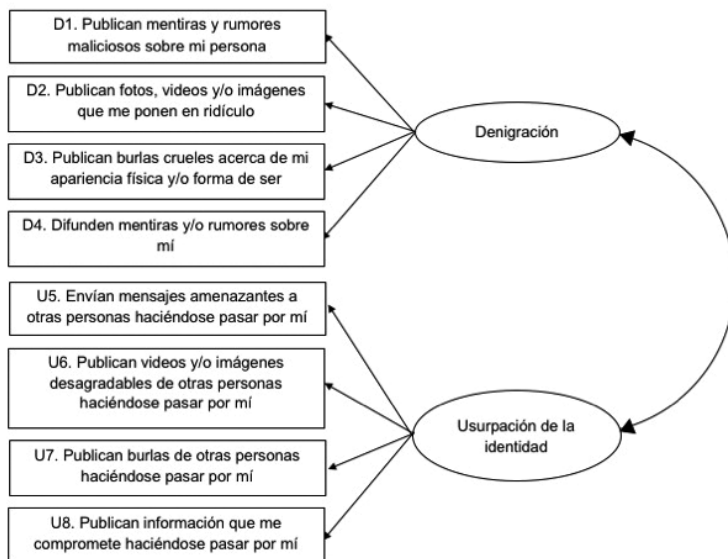 D1. Publican mentiras y rumores
maliciosos sobre mi persona
D2. Publican fotos, videos y/o imágenes
que me ponen en ridículo
Denigración
D3. Publican burlas crueles acerca de mi
apariencia física y/o forma de ser
D4. Difunden mentiras y/o rumores sobre
mí
U5. Envían mensajes amenazantes a
otras personas haciéndose pasar por mí
U6. Publican videos y/o imágenes
desagradables de otras personas
haciéndose pasar por mí
Usurpación de la
identidad
U7. Publican burlas de otras personas
haciéndose pasar por mí
U8. Publican información que me
compromete haciéndose pasar por mí